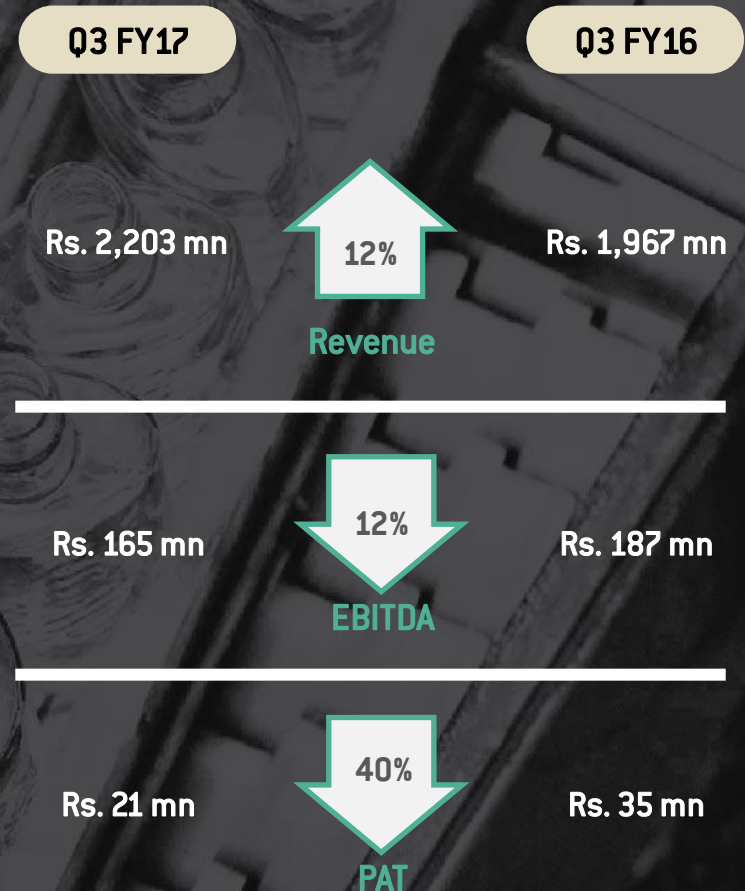 Q3 FY17 Q3 FY16
Rs. 2,203 mn 12% Rs. 1,967 mn
Revenue
Rs. 165 mn 12% Rs. 187 mn
EBITDA
Rs. 21 mn 40% Rs. 35 mn
PAT